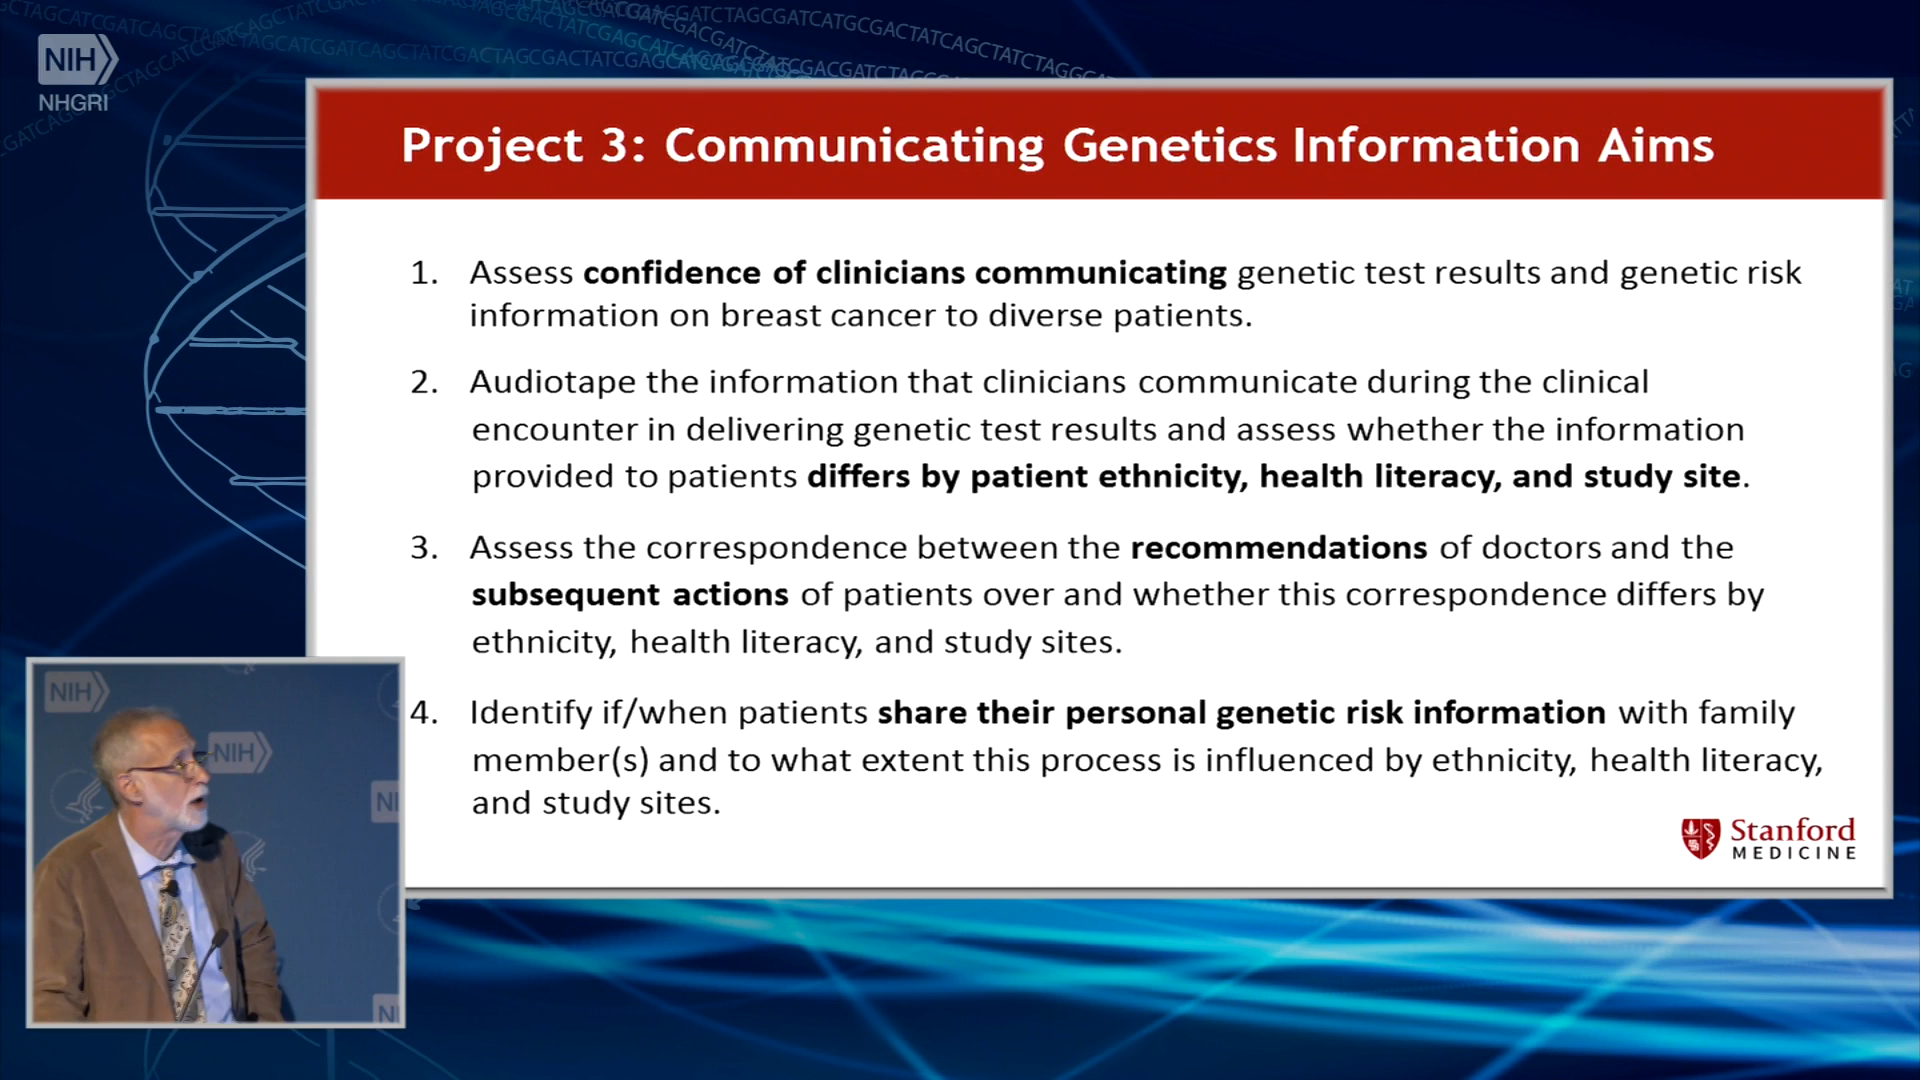 NIH
NHGRI
Project 3: Communicating Genetics Information Aims
1. Assess confidence of clinicians communicating genetic test results and genetic risk
information on breast cancer to diverse patients.
2. Audiotape the information that clinicians communicate during the clinical
encounter in delivering genetic test results and assess whether the information
provided to patients differs by patient ethnicity, health literacy, and study site.
3. Assess the correspondence between the recommendations of doctors and the
subsequent actions of patients over and whether this correspondence differs by
ethnicity, health literacy, and study sites.
4. Identify if/when patients share their personal genetic risk information with family
member(s) and to what extent this process is influenced by ethnicity, health literacy,
and study sites.
Stanford
MEDICINE
NIH
NIH